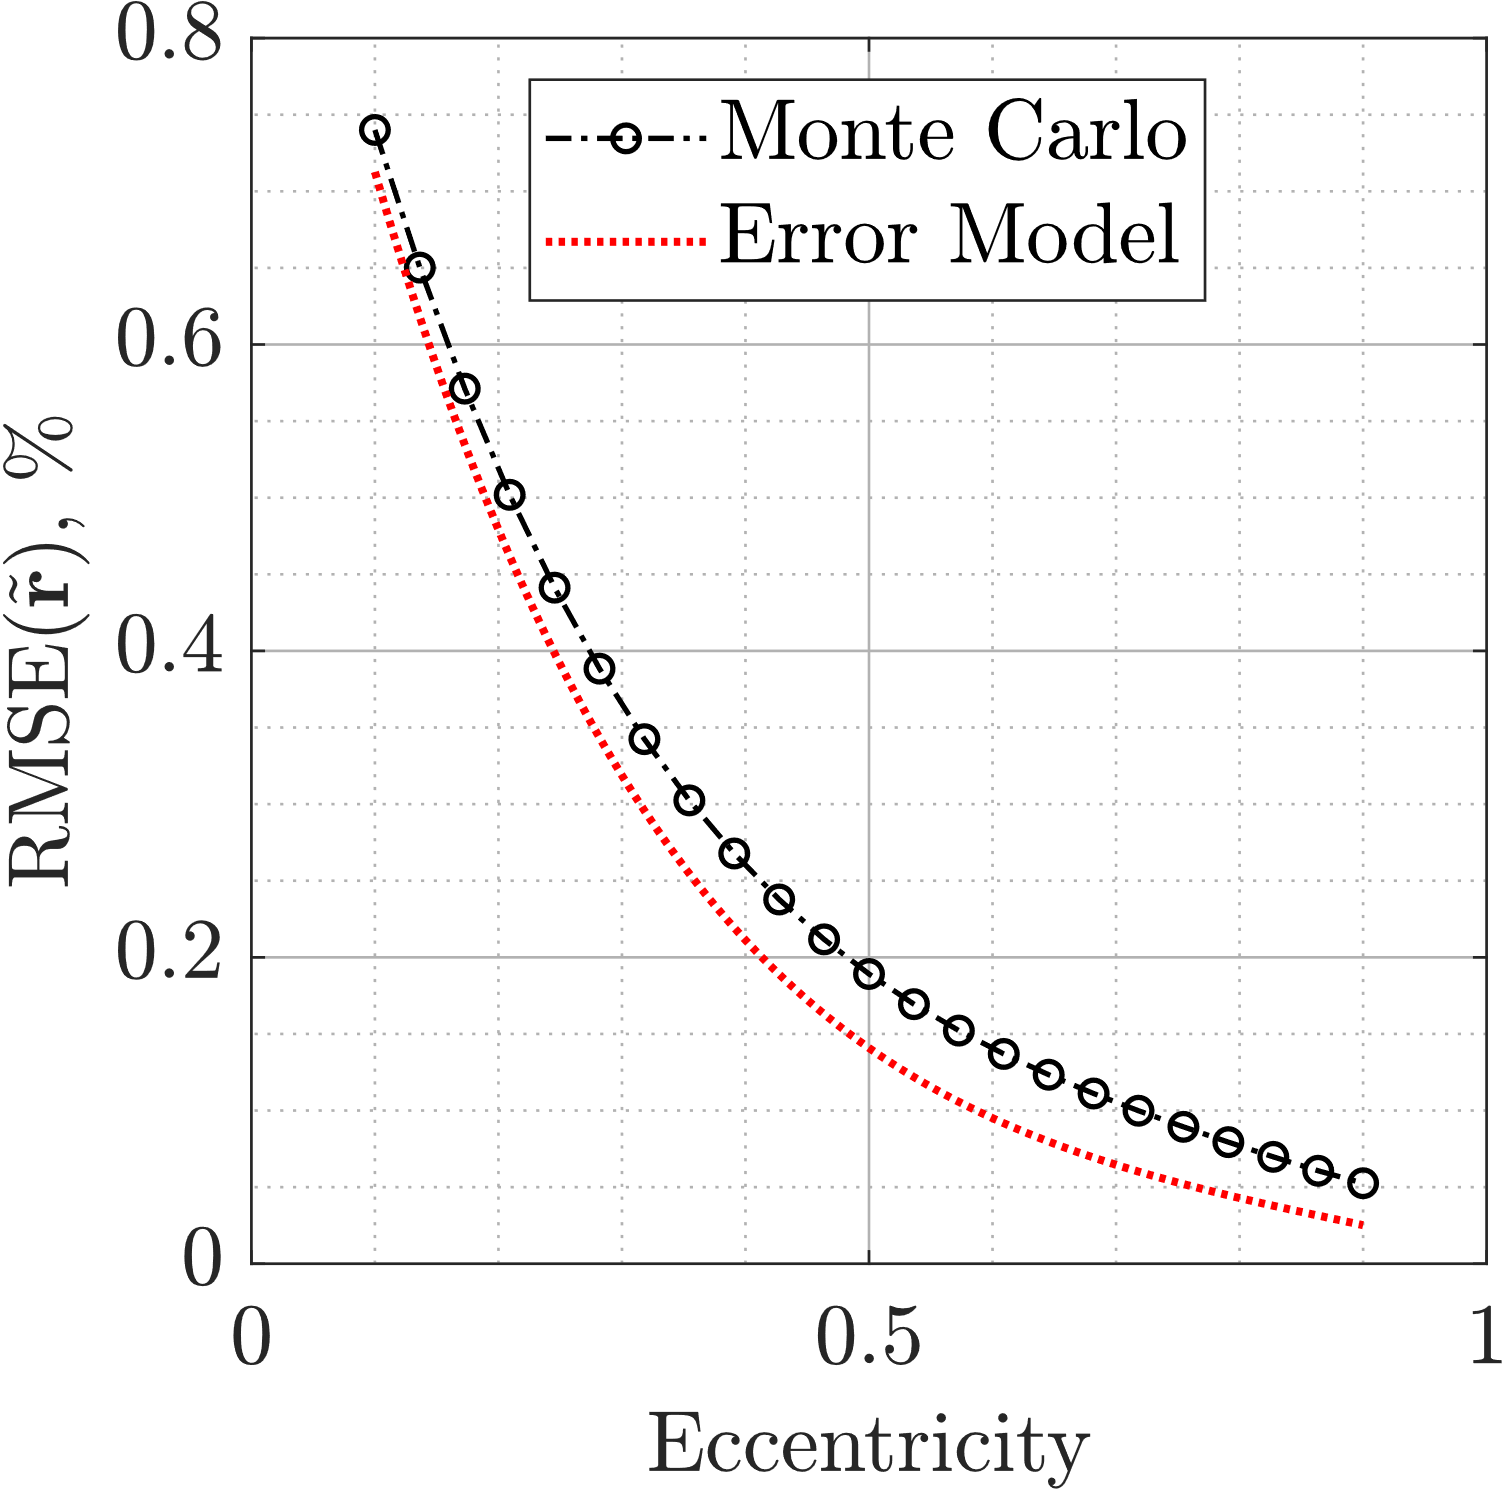 0.8
0.6
0.4
0.2
0
0
0.5
1
RMSE(r̃), %
Eccentricity
Monte Carlo
Error Model